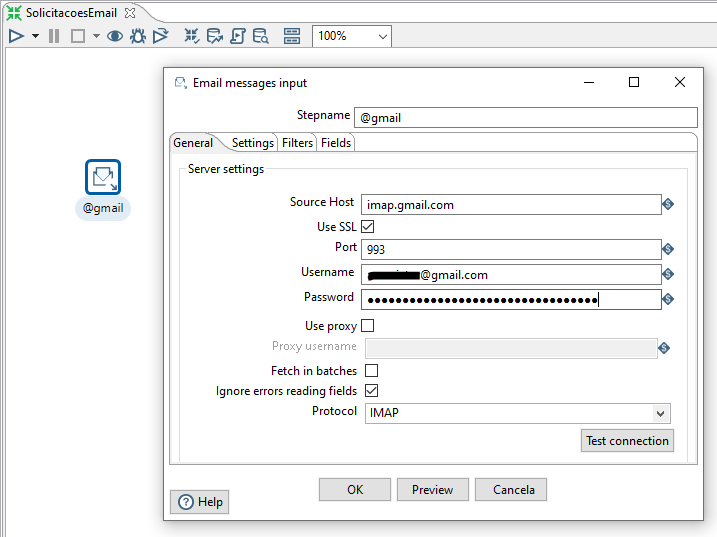 SolicitacoesEmail
100%
@gmail
Email messages input
Stepname @gmail
General Settings Filters Fields
Server settings
Source Host imap.gmail.com
Use SSL
Port 993
Username @gmail.com
Password ●●●●●●●●●●●●●●●●●●●●●●●●●●●●●●●●●
Use proxy
Proxy username
Fetch in batches
Ignore errors reading fields
Protocol IMAP
Test connection
OK Preview Cancela
Help